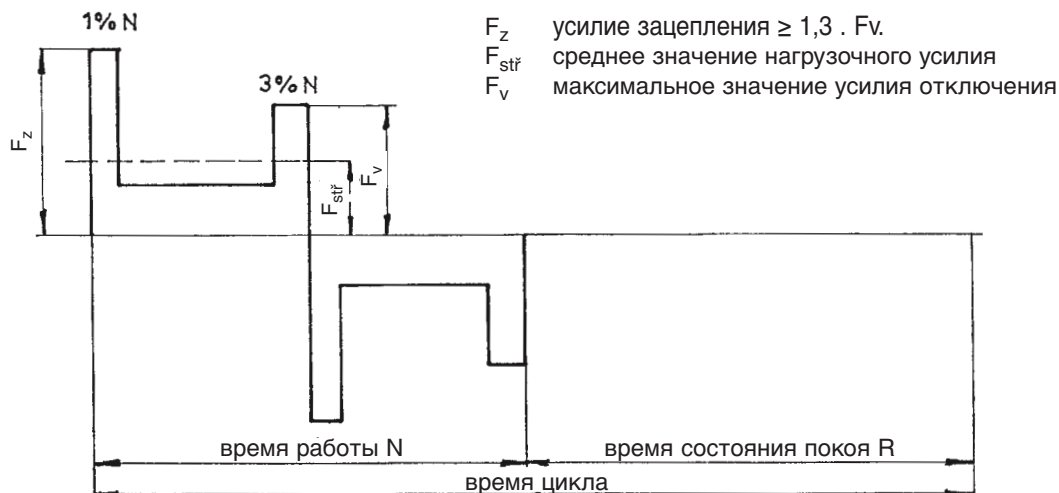 1% N
F_z усилие зацепления ≥ 1,3 . Fv.
F_stř среднее значение нагрузочного усилия
F_v максимальное значение усилия отключения
3% N
F_z
F_stř
F_v
время работы N
время состояния покоя R
время цикла